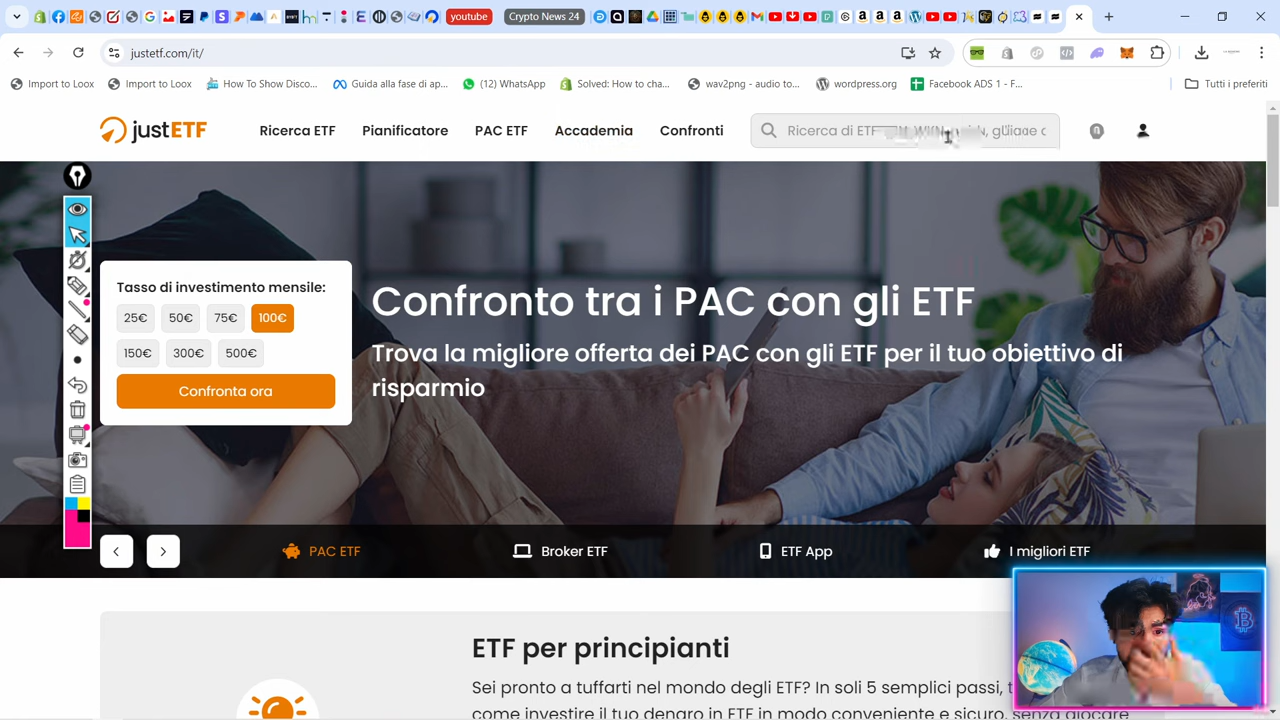 youtube
Crypto News 24
justetf.com/it/
Import to Loox
Import to Loox
How To Show Disco...
Guida alla fase di ap...
(12) WhatsApp
Solved: How to cha...
wav2png - audio to...
wordpress.org
Facebook ADS 1 - F...
Tutti i preferiti
justETF
Ricerca ETF
Pianificatore
PAC ETF
Accademia
Confronti
Ricerca di ETF
Tasso di investimento mensile:
25€
50€
75€
100€
150€
300€
500€
Confronta ora
Confronto tra i PAC con gli ETF
Trova la migliore offerta dei PAC con gli ETF per il tuo obiettivo di
risparmio
PAC ETF
Broker ETF
ETF App
I migliori ETF
ETF per principianti
Sei pronto a tuffarti nel mondo degli ETF? In soli 5 semplici passi,
come investire il tuo denaro in ETF in modo conveniente e sicuro, senza giocare